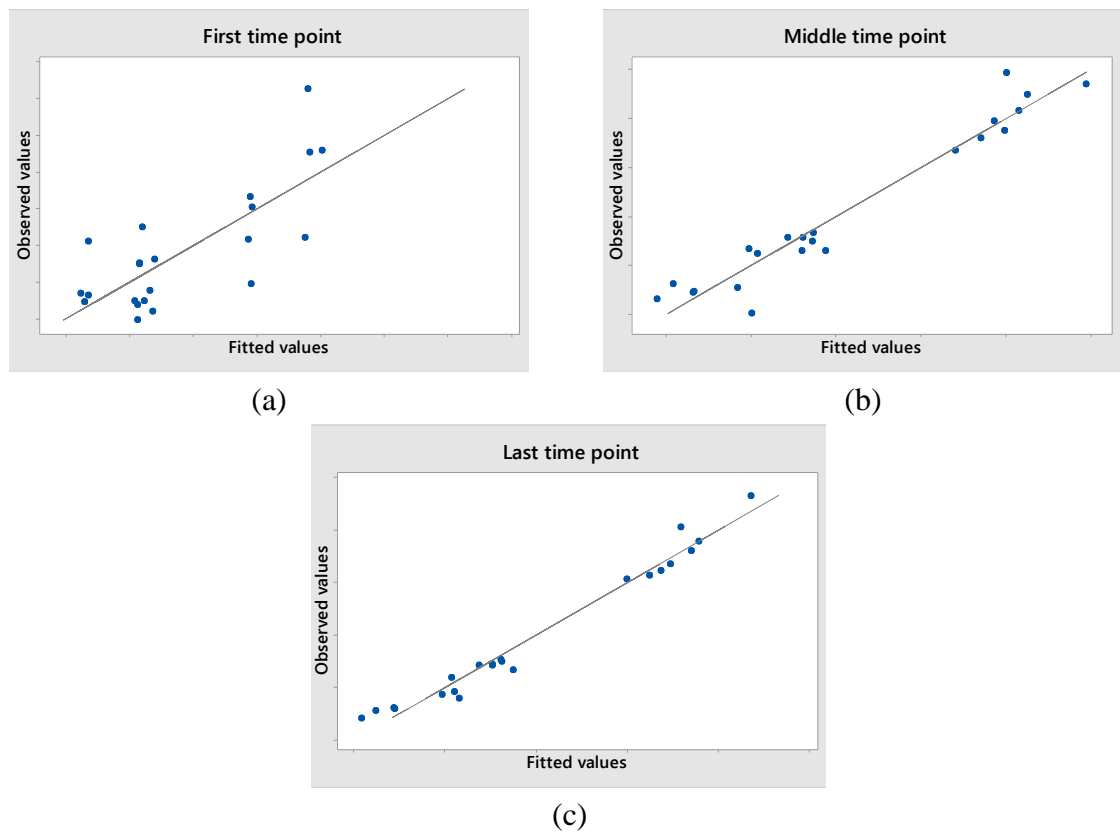 First time point
Observed values
Fitted values
(a)
Middle time point
Observed values
Fitted values
(b)
Last time point
Observed values
Fitted values
(c)